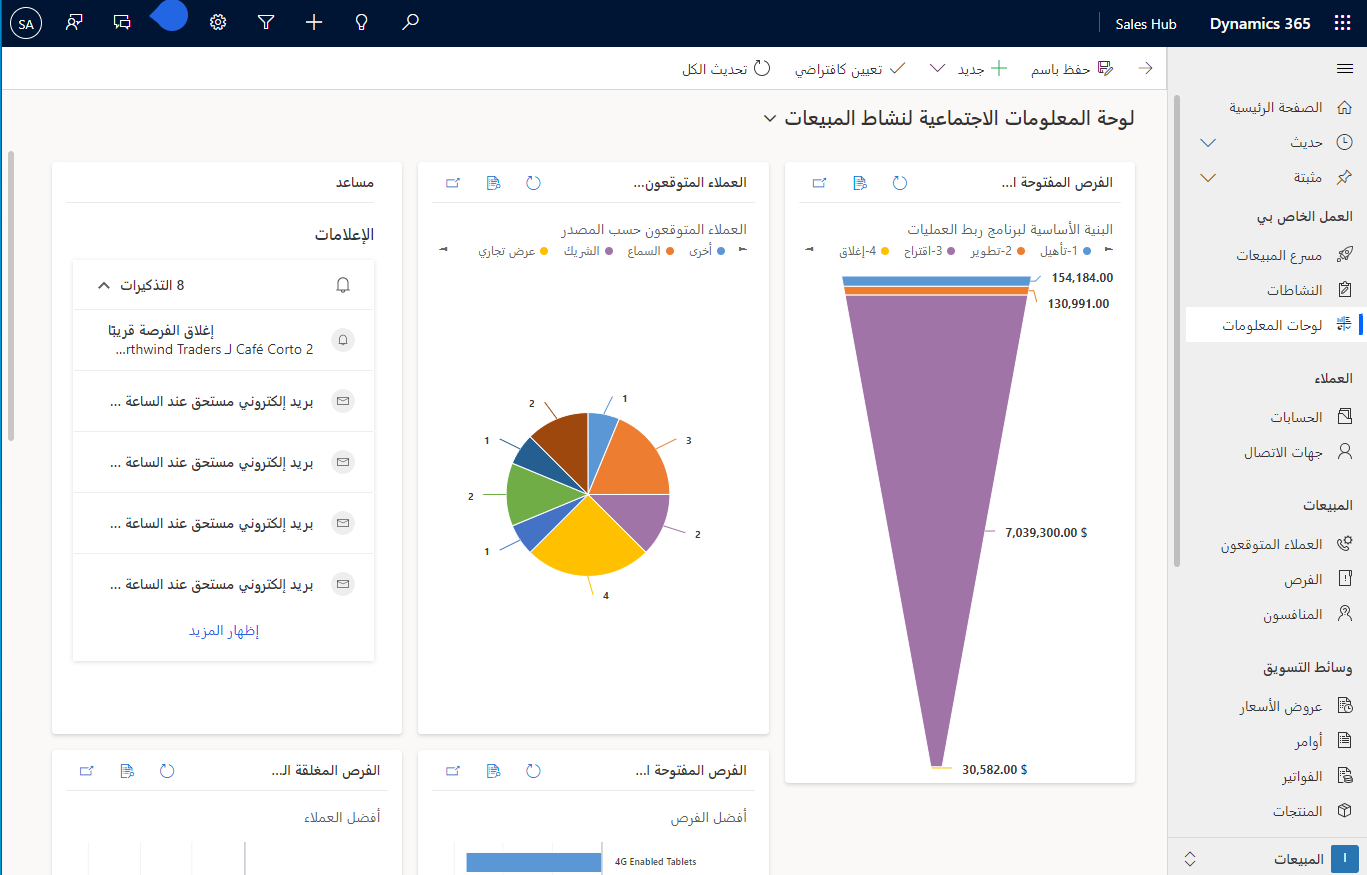 Dynamics 365
Sales Hub
SA
حفظ باسم
جديد
تعيين كافتراضي
تحديث الكل
الصفحة الرئيسية
حديث
مثبتة
العمل الخاص بي
مسرع المبيعات
النشاطات
لوحات المعلومات
العملاء
الحسابات
جهات الاتصال
المبيعات
العملاء المتوقعون
الفرص
المنافسون
وسائط التسويق
عروض الأسعار
أوامر
الفواتير
المنتجات
ا
المبيعات
لوحة المعلومات الاجتماعية لنشاط المبيعات
الفرص المفتوحة ا...
البنية الأساسية لبرنامج ربط العمليات
1-تأهيل
2-تطوير
3-اقتراح
4-إغلاق
154,184.00
130,991.00
7,039,300.00 $
30,582.00 $
العملاء المتوقعون...
العملاء المتوقعون حسب المصدر
أخرى
السماع
الشريك
عرض تجاري
1
3
2
4
1
2
1
2
مساعد
الإعلامات
8 التذكيرات
إغلاق الفرصة قريبًا
2 Café Corto لـ rthwind Traders...
بريد إلكتروني مستحق عند الساعة ...
بريد إلكتروني مستحق عند الساعة ...
بريد إلكتروني مستحق عند الساعة ...
بريد إلكتروني مستحق عند الساعة ...
إظهار المزيد
الفرص المفتوحة ا...
أفضل الفرص
4G Enabled Tablets
الفرص المغلقة الـ...
أفضل العملاء